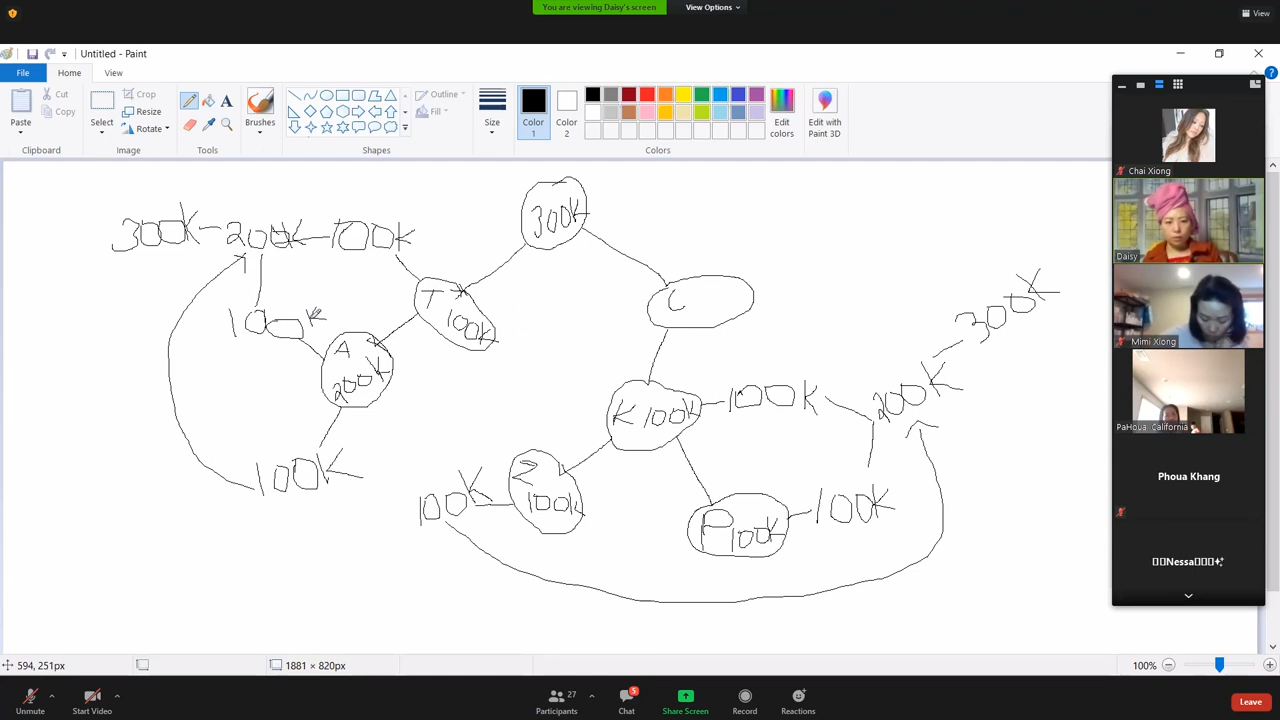 You are viewing Daisy's screen
View Options
View
Untitled - Paint
File
Home
View
Paste
Cut
Copy
Clipboard
Select
Crop
Resize
Rotate
Image
Tools
Brushes
Outline
Fill
Shapes
Size
Color 1
Color 2
Edit colors
Colors
Edit with Paint 3D
300K - 200K - 100K
300K
T
100K
C
100K
A
200K
100K
K 100K
100K
200K
300K
100K
Z
100K
P 100K
100K
Chai Xiong
Daisy
Mimi Xiong
PaHoua. California
Phoua Khang
Nessa
594, 251px
1881 × 820px
100%
Unmute
Start Video
27
Participants
5
Chat
Share Screen
Record
Reactions
Leave